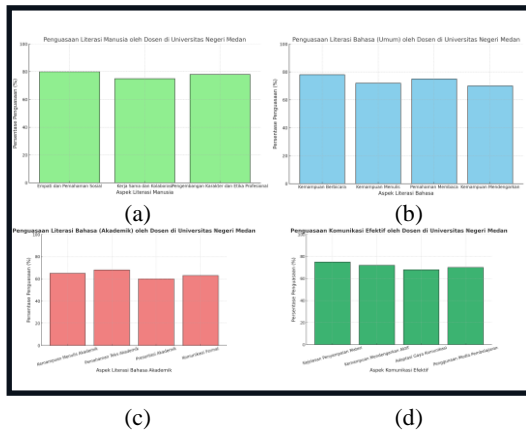 Penguasaan Literasi Manusia oleh Dosen di Universitas Negeri Medan
Persentase Penguasaan (%)
100
80
60
40
20
0
Empati dan Pemahaman Sosial
Kerja Sama dan Kolaborasi
Pengembangan Karakter dan Etika Profesional
Aspek Literasi Manusia
(a)
Penguasaan Literasi Bahasa (Umum) oleh Dosen di Universitas Negeri Medan
Persentase Penguasaan (%)
100
80
60
40
20
0
Kemampuan Berbicara
Kemampuan Menulis
Pemahaman Membaca
Kemampuan Mendengarkan
Aspek Literasi Bahasa
(b)
Penguasaan Literasi Bahasa (Akademik) oleh Dosen di Universitas Negeri Medan
Persentase Penguasaan (%)
100
80
60
40
20
0
Kemampuan Menulis Akademik
Pemahaman Teks Akademik
Presentasi Akademik
Komunikasi Formal
Aspek Literasi Bahasa Akademik
(c)
Penguasaan Komunikasi Efektif oleh Dosen di Universitas Negeri Medan
Persentase Penguasaan (%)
100
80
60
40
20
0
Kejelasan Penyampaian Materi
Kemampuan Mendengarkan Aktif
Adaptasi Gaya Komunikasi
Penggunaan Media Pembelajaran
Aspek Komunikasi Efektif
(d)